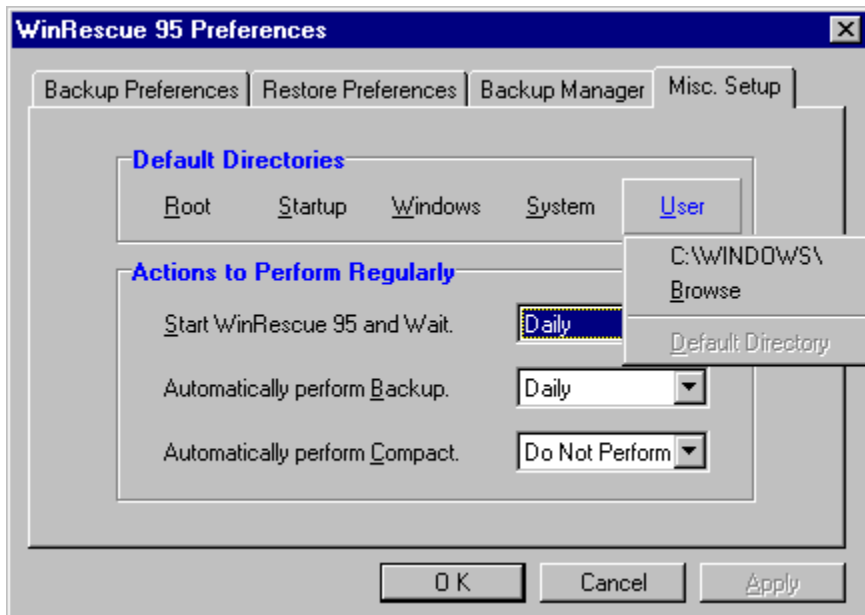 WinRescue 95 Preferences
Backup Preferences Restore Preferences Backup Manager Misc. Setup
Default Directories
Root Startup Windows System User
C:\WINDOWS\
Browse
Default Directory
Actions to Perform Regularly
Start WinRescue 95 and Wait. Daily
Automatically perform Backup. Daily
Automatically perform Compact. Do Not Perform
OK Cancel Apply